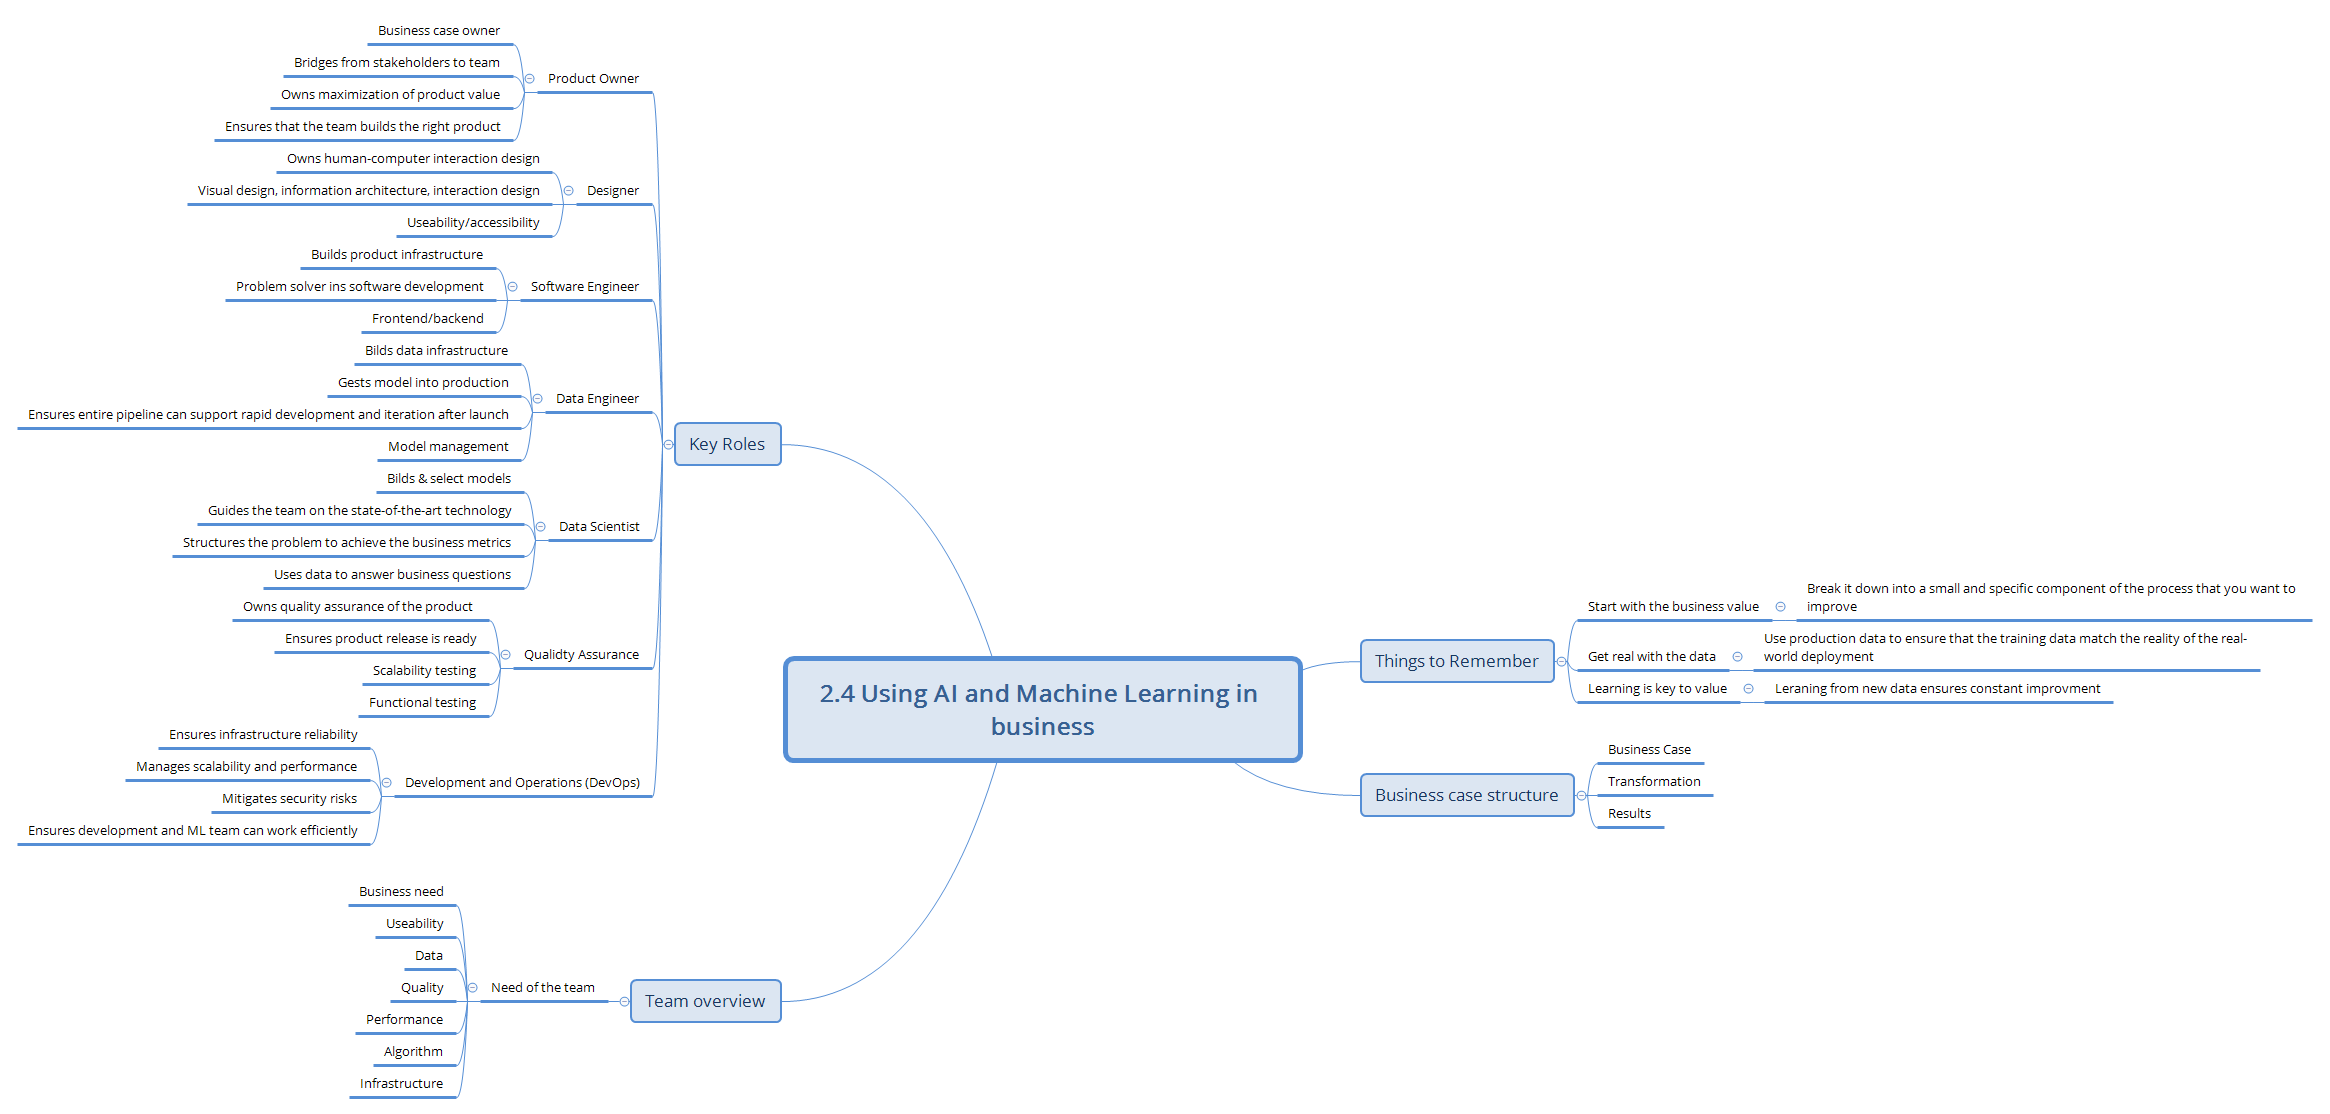 Business case owner
Bridges from stakeholders to team
Owns maximization of product value
Ensures that the team builds the right product
Product Owner
Owns human-computer interaction design
Visual design, information architecture, interaction design
Useability/accessibility
Designer
Builds product infrastructure
Problem solver ins software development
Frontend/backend
Software Engineer
Bilds data infrastructure
Gests model into production
Ensures entire pipeline can support rapid development and iteration after launch
Model management
Data Engineer
Bilds & select models
Guides the team on the state-of-the-art technology
Structures the problem to achieve the business metrics
Uses data to answer business questions
Data Scientist
Owns quality assurance of the product
Ensures product release is ready
Scalability testing
Functional testing
Qualidty Assurance
Ensures infrastructure reliability
Manages scalability and performance
Mitigates security risks
Ensures development and ML team can work efficiently
Development and Operations (DevOps)
Key Roles
Business need
Useability
Data
Quality
Performance
Algorithm
Infrastructure
Need of the team
Team overview
2.4 Using AI and Machine Learning in
business
Things to Remember
Start with the business value
Break it down into a small and specific component of the process that you want to
improve
Get real with the data
Use production data to ensure that the training data match the reality of the real-
world deployment
Learning is key to value
Leraning from new data ensures constant improvment
Business case structure
Business Case
Transformation
Results